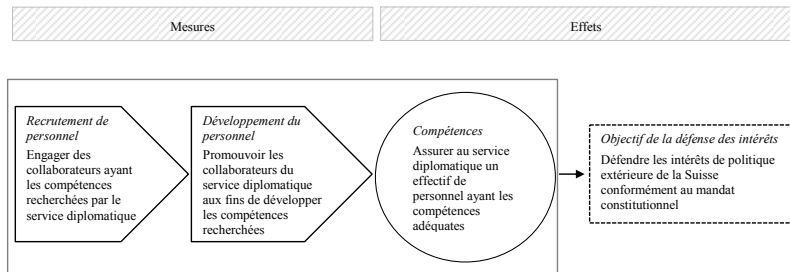 Mesures
Effets
Recrutement de
personnel
Engager des
collaborateurs ayant
les compétences
recherchées par le
service diplomatique
Développement du
personnel
Promouvoir les
collaborateurs du
service diplomatique
aux fins de développer
les compétences
recherchées
Compétences
Assurer au service
diplomatique un
effectif de
personnel ayant les
compétences
adéquates
Objectif de la défense des intérêts
Défendre les intérêts de politique
extérieure de la Suisse
conformément au mandat
constitutionnel